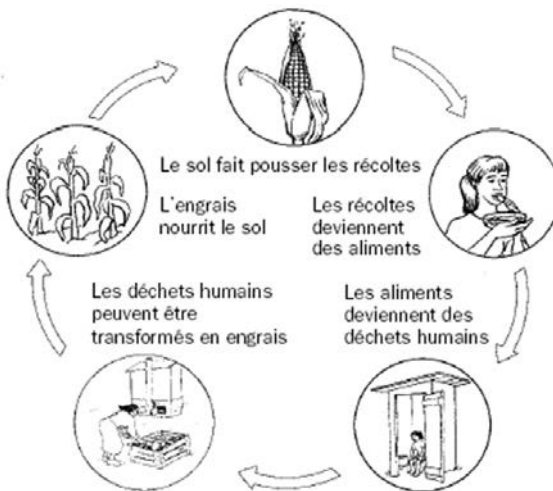 Le sol fait pousser les récoltes
L'engrais
nourrit le sol
Les récoltes
deviennent
des aliments
Les déchets humains
peuvent être
transformés en engrais
Les aliments
deviennent des
déchets humains